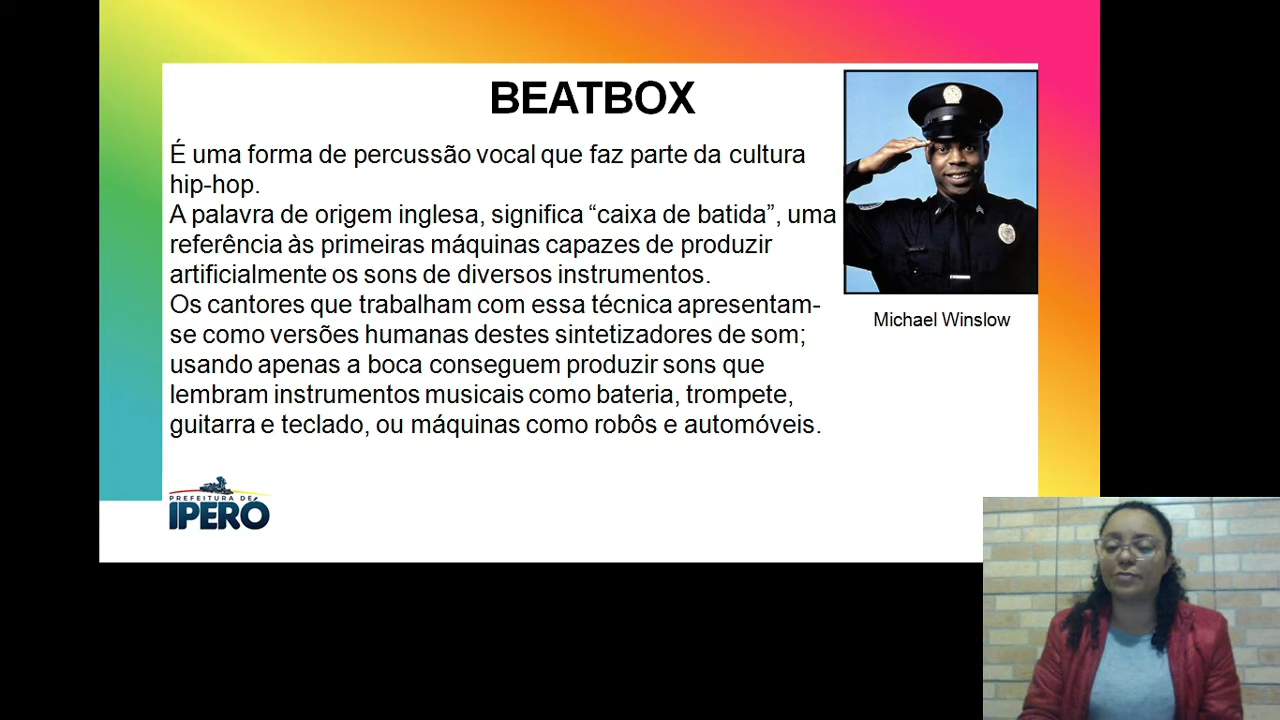 BEATBOX
É uma forma de percussão vocal que faz parte da cultura
hip-hop.
A palavra de origem inglesa, significa “caixa de batida”, uma
referência às primeiras máquinas capazes de produzir
artificialmente os sons de diversos instrumentos.
Os cantores que trabalham com essa técnica apresentam-
se como versões humanas destes sintetizadores de som;
usando apenas a boca conseguem produzir sons que
lembram instrumentos musicais como bateria, trompete,
guitarra e teclado, ou máquinas como robôs e automóveis.
Michael Winslow
PREFEITURA DE
IPERÓ